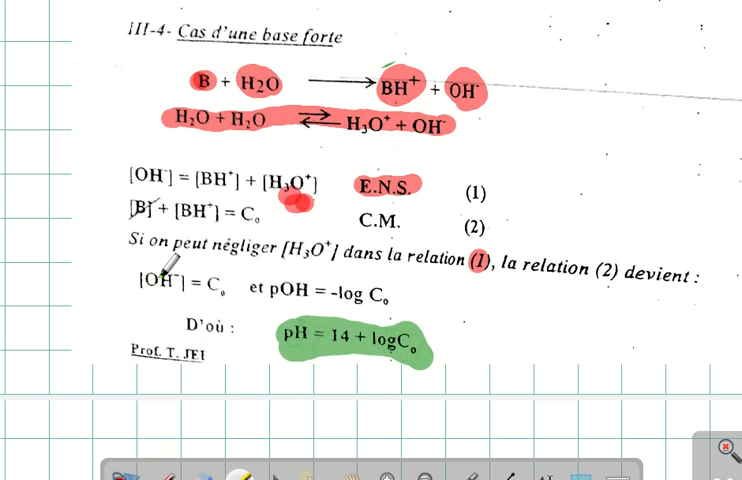 III-4- Cas d'une base forte
B + H2O ⟶ BH⁺ + OH⁻
H₂O + H₂O ⇄ H₃O⁺ + OH⁻
[OH⁻] = [BH⁺] + [H₃O⁺] E.N.S. (1)
[B] + [BH⁺] = C₀ C.M. (2)
Si on peut négliger [H₃O⁺] dans la relation (1), la relation (2) devient :
[OH⁻] = C₀ et pOH = -log C₀
D'où : pH = 14 + logC₀
Prof. T. JEI